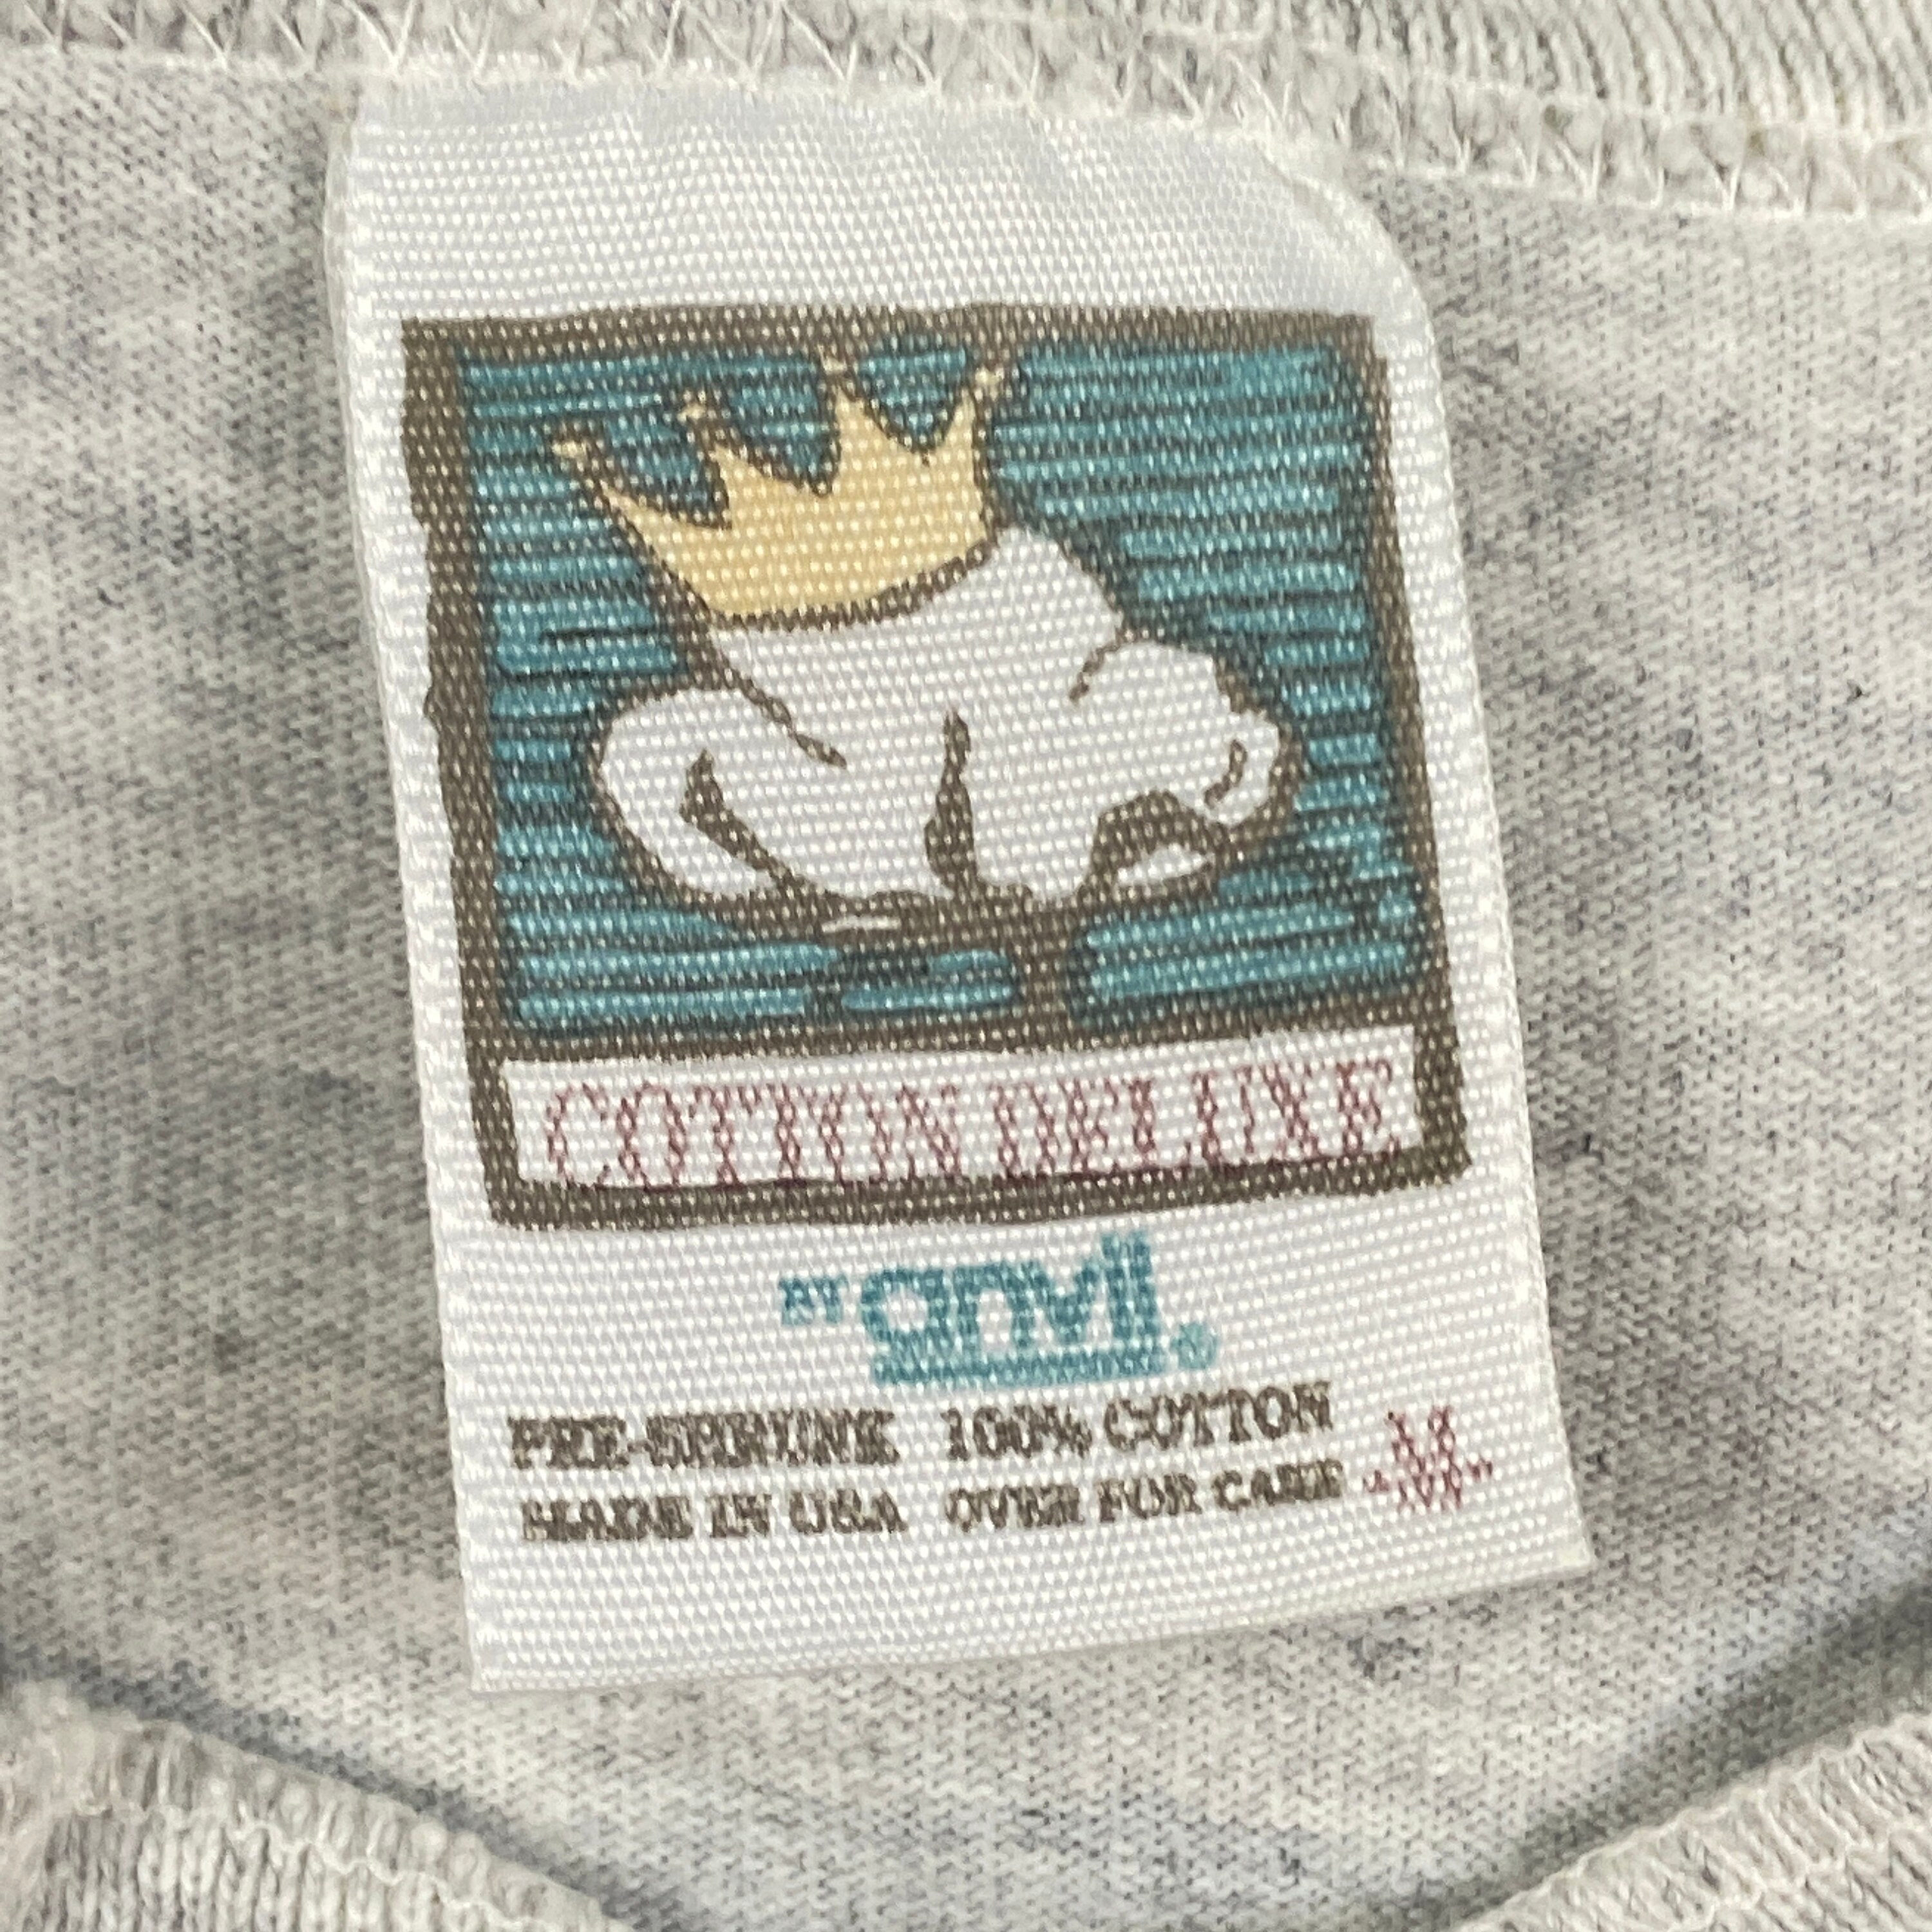 COTTON DELUXE
BY anvil®
PRE-SHRUNK 100% COTTON
MADE IN USA OVER FOR CARE -M-